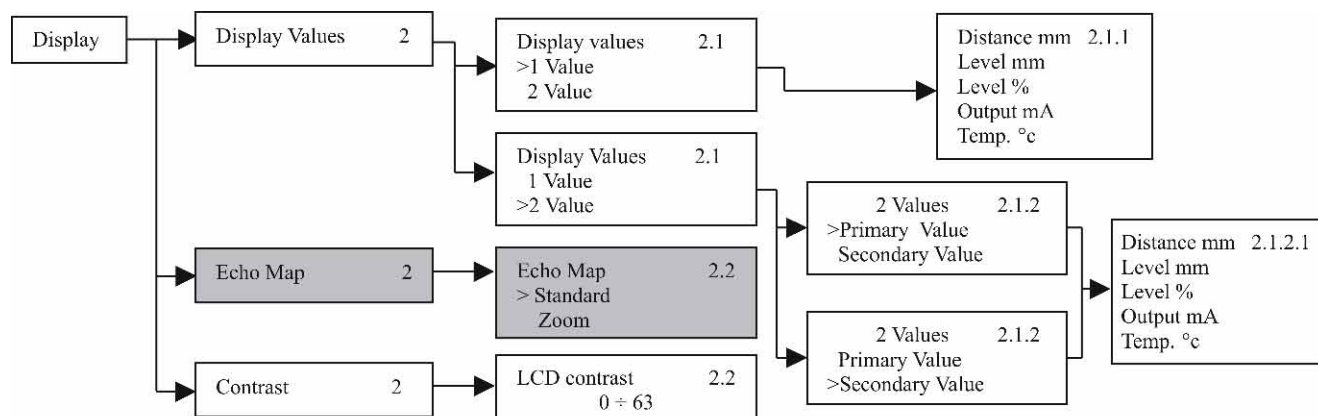 Display
Display Values 2
Display values 2.1
>1 Value
2 Value
Distance mm 2.1.1
Level mm
Level %
Output mA
Temp. °c
Display Values 2.1
1 Value
>2 Value
2 Values 2.1.2
>Primary Value
Secondary Value
Distance mm 2.1.2.1
Level mm
Level %
Output mA
Temp. °c
Echo Map 2
Echo Map 2.2
> Standard
Zoom
2 Values 2.1.2
Primary Value
>Secondary Value
Contrast 2
LCD contrast 2.2
0 ÷ 63